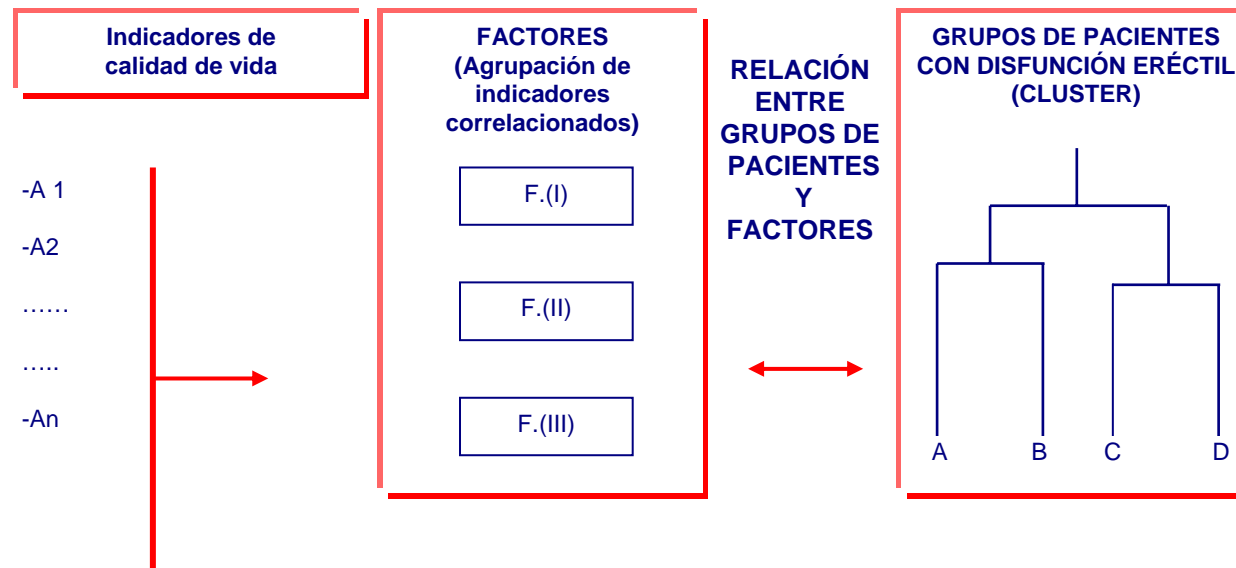 Indicadores de
calidad de vida
-A 1
-A2
……
…..
-An
FACTORES
(Agrupación de
indicadores
correlacionados)
F.(I)
F.(II)
F.(III)
RELACIÓN
ENTRE
GRUPOS DE
PACIENTES
Y
FACTORES
GRUPOS DE PACIENTES
CON DISFUNCIÓN ERÉCTIL
(CLUSTER)
A B C D